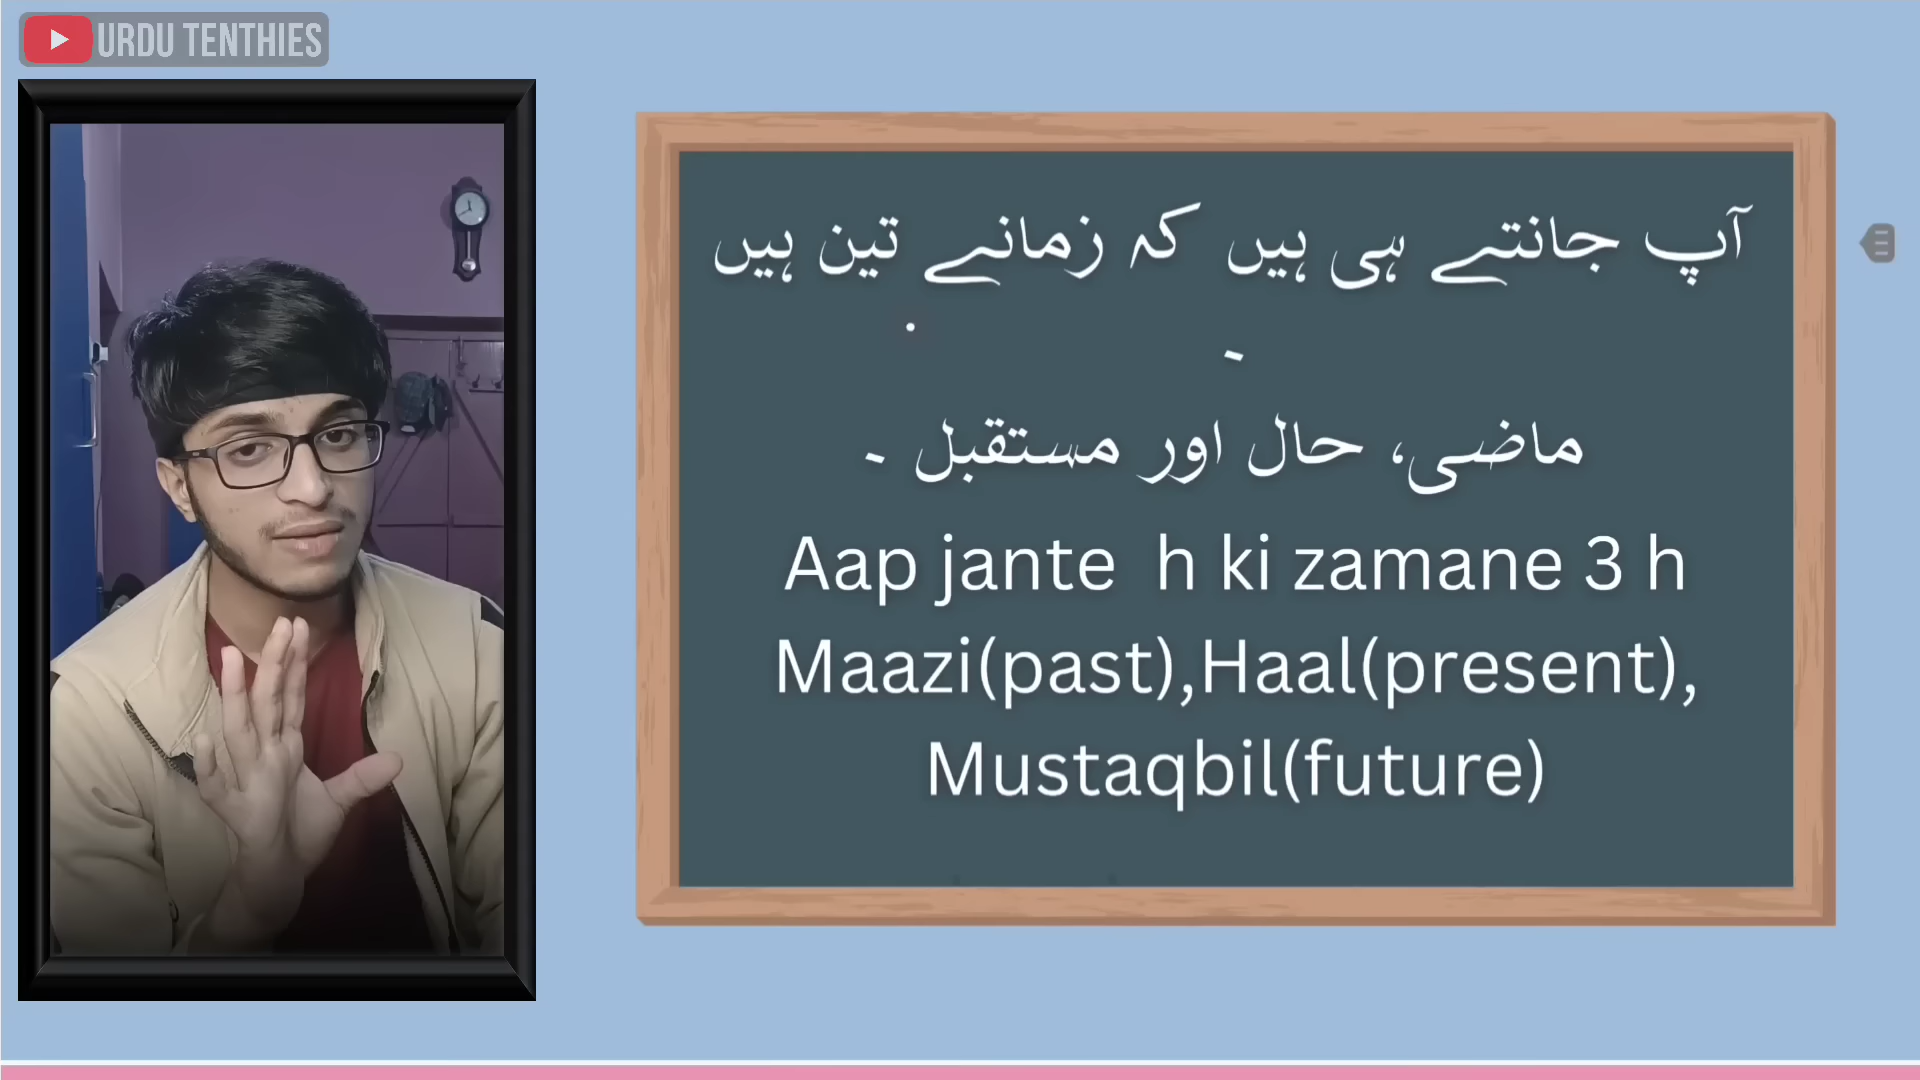 URDU TENTHIES
آپ جانتے ہی ہیں کہ زمانے تین ہیں
۔
ماضی، حال اور مستقبل ۔
Aap jante h ki zamane 3 h
Maazi(past),Haal(present),
Mustaqbil(future)